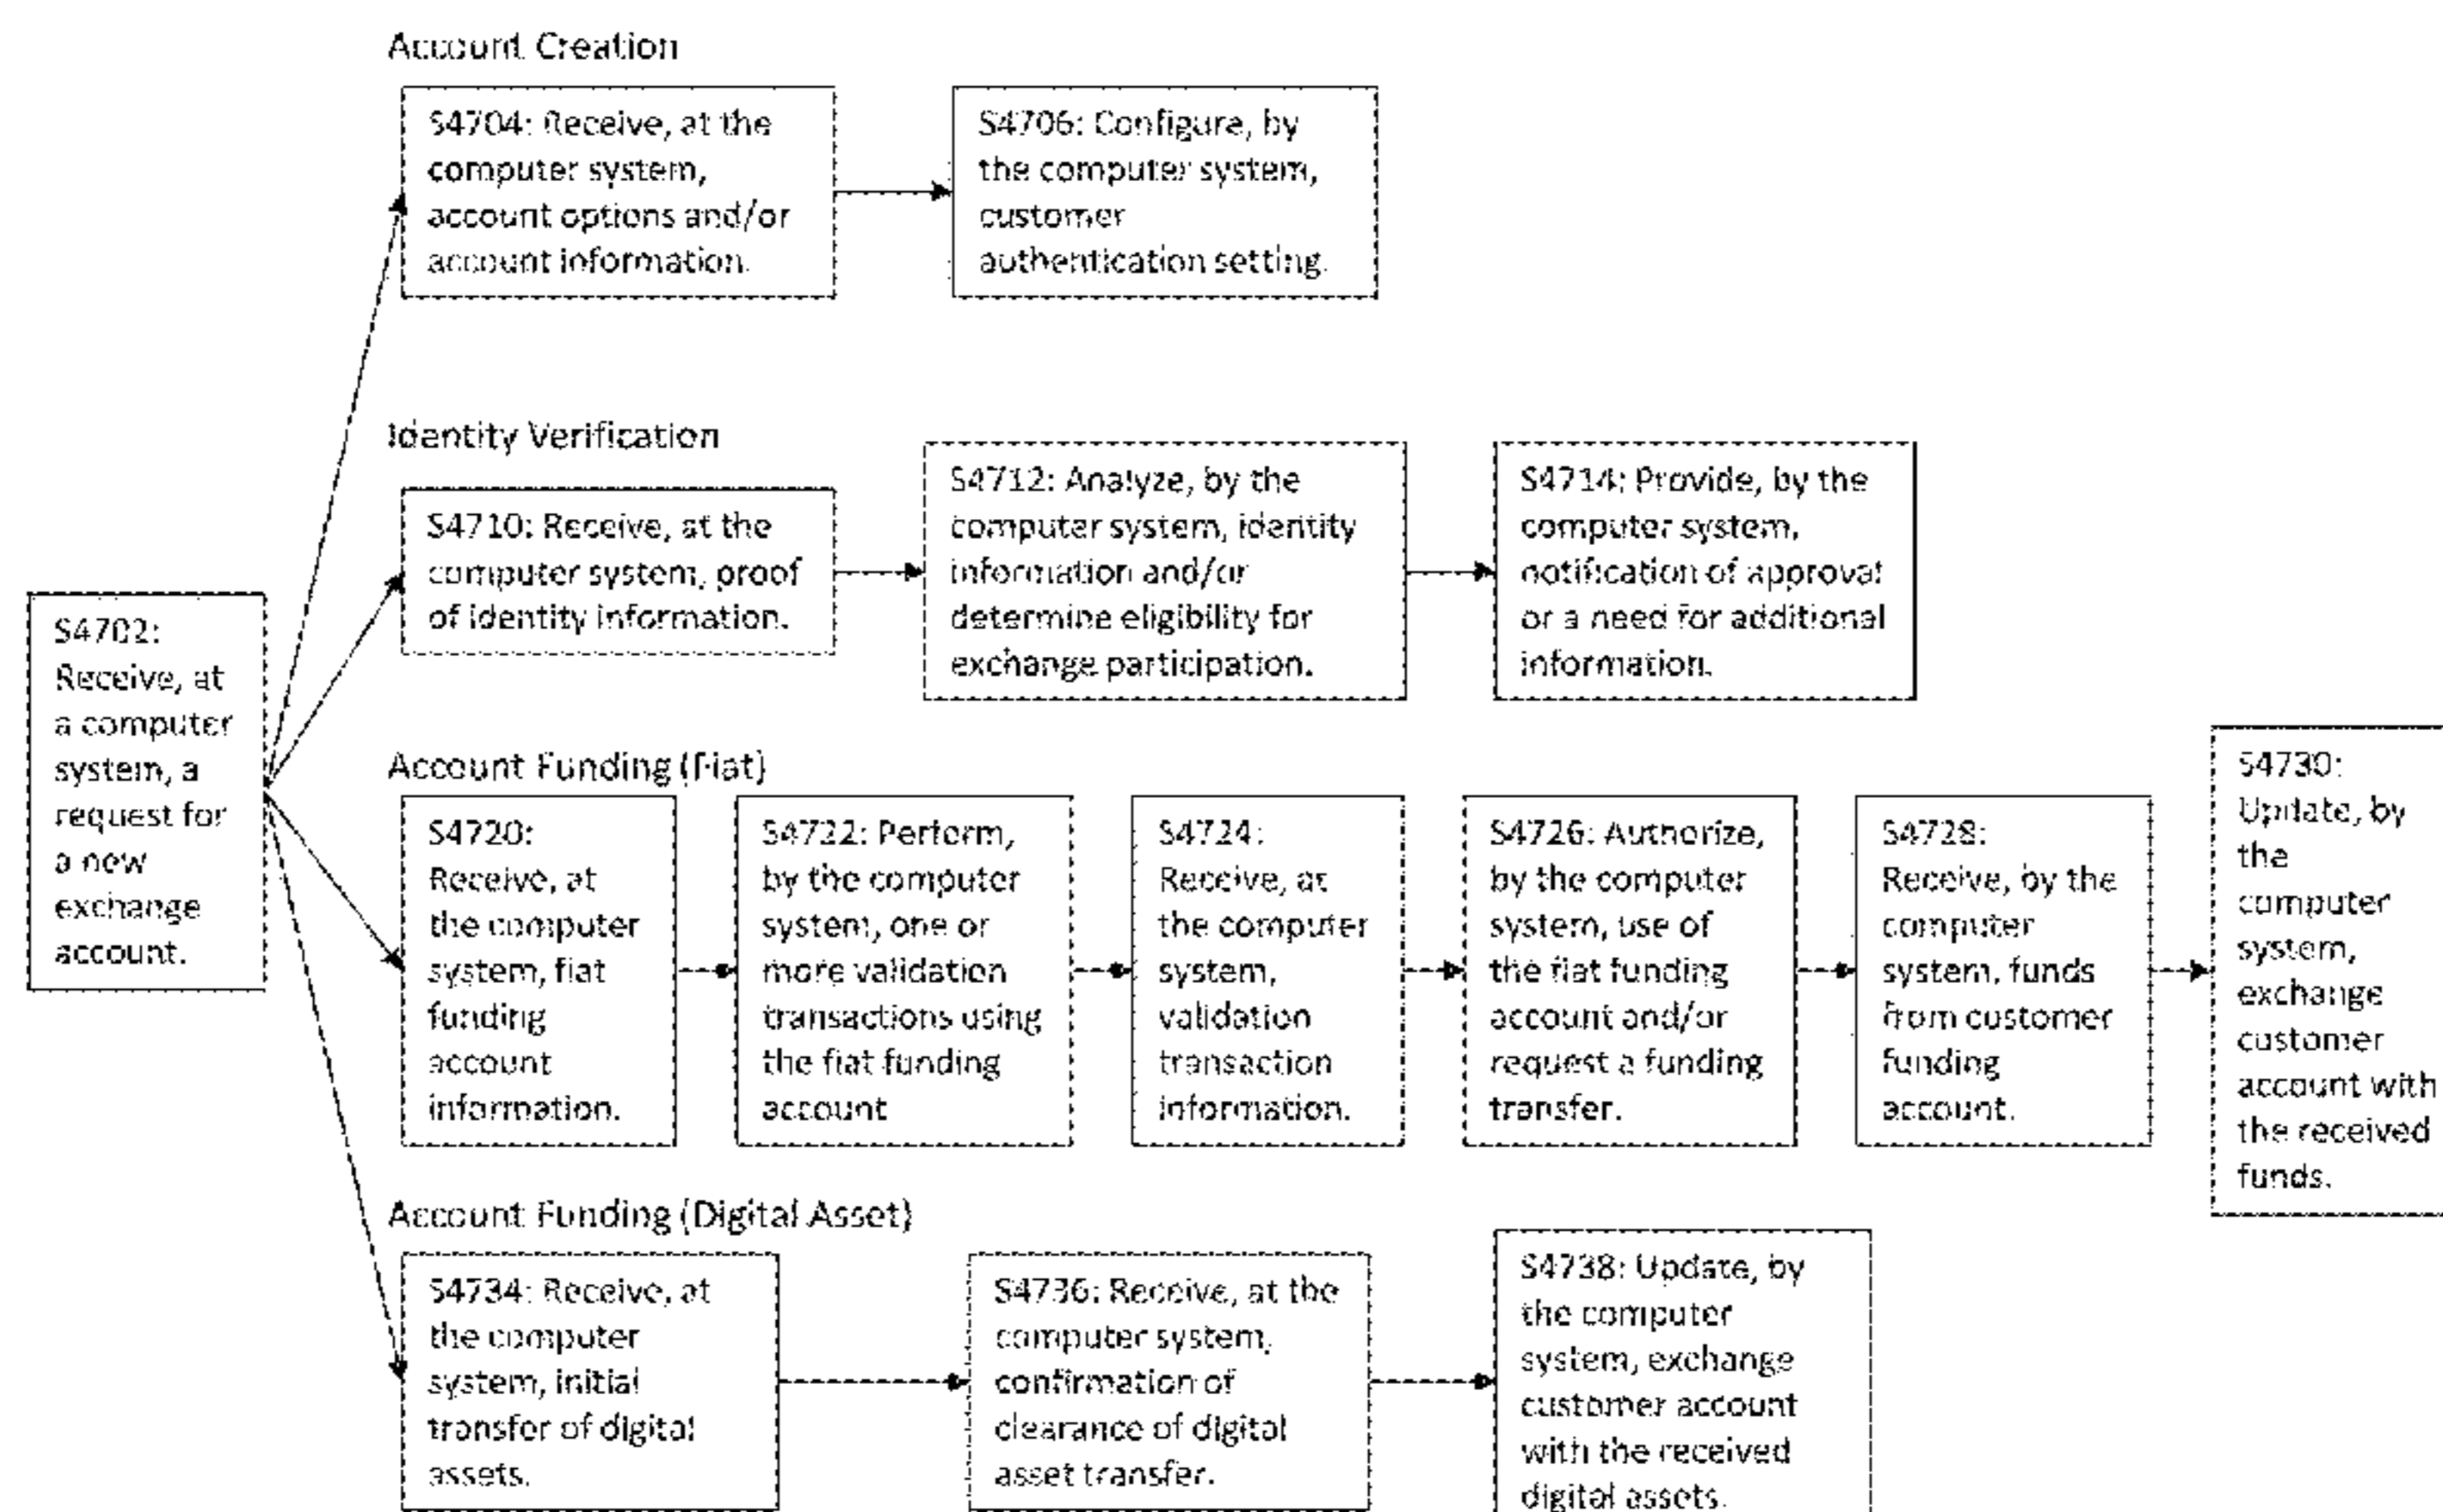 Account Creation
S4704: Receive, at the
computer system,
account options and/or
account information.
S4706: Configure, by
the computer system,
customer
authentication setting.
Identity Verification
S4710: Receive, at the
computer system, proof
of identity information.
S4712: Analyze, by the
computer system, identity
information and/or
determine eligibility for
exchange participation.
S4714: Provide, by the
computer system,
notification of approval
or a need for additional
information.
S4702:
Receive, at
a computer
system, a
request for
a new
exchange
account.
Account Funding (Fiat)
S4720:
Receive, at
the computer
system, fiat
funding
account
information.
S4722: Perform,
by the computer
system, one or
more validation
transactions using
the fiat funding
account
S4724:
Receive, at
the computer
system,
validation
transaction
information.
S4726: Authorize,
by the computer
system, use of
the fiat funding
account and/or
request a funding
transfer.
S4728:
Receive, by the
computer
system, funds
from customer
funding
account.
S4730:
Update, by
the
computer
system,
exchange
customer
account with
the received
funds.
Account Funding (Digital Asset)
S4734: Receive, at
the computer
system, initial
transfer of digital
assets.
S4736: Receive, at the
computer system,
confirmation of
clearance of digital
asset transfer.
S4738: Update, by
the computer
system, exchange
customer account
with the received
digital assets.